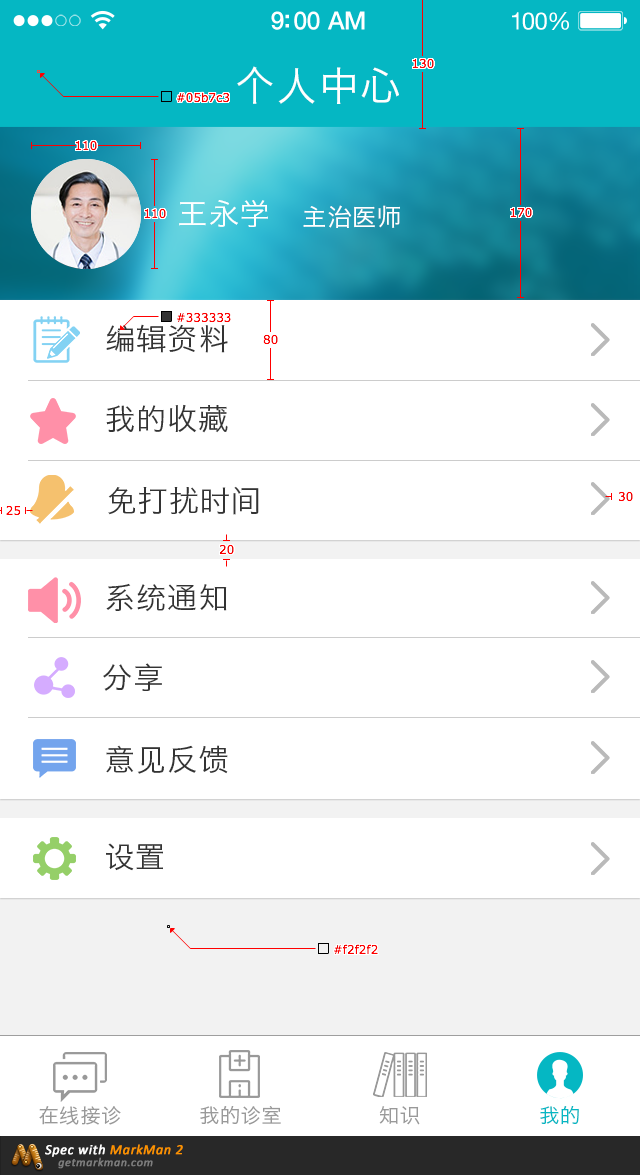 9:00 AM 100%
130
#05b7c3 个人中心
110
110 王永学 主治医师 170
#333333
编辑资料 80
我的收藏
免打扰时间 30
25
20
系统通知
分享
意见反馈
设置
#f2f2f2
在线接诊 我的诊室 知识 我的
Spec with MarkMan 2
getmarkman.com